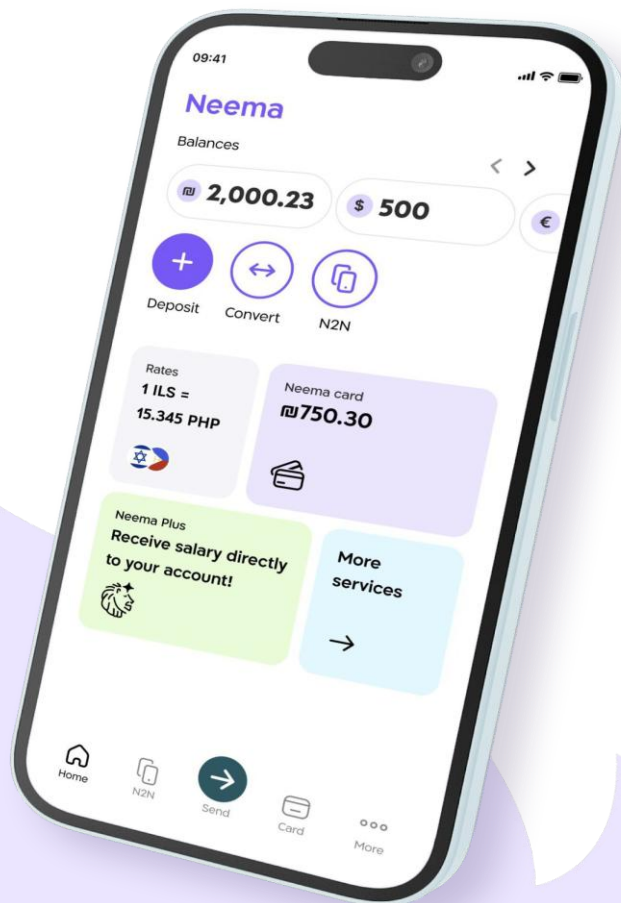 09:41
Neema
Balances
< >
₪ 2,000.23
$ 500
€
Deposit
Convert
N2N
Rates
1 ILS =
15.345 PHP
Neema card
₪750.30
Neema Plus
Receive salary directly
to your account!
More
services
Home
N2N
Send
Card
More